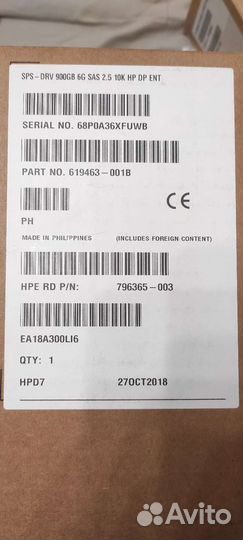 SPS-DRV 900GB 6G SAS 2.5 10K HP DP ENT
SERIAL NO. 68P0A36XFUWB
PART NO. 619463-001B
CE
PH
MADE IN PHILIPPINES (INCLUDES FOREIGN CONTENT)
HPE RD P/N: 796365-003
EA18A300LI6
QTY: 1
HPD7 27OCT2018
Avito